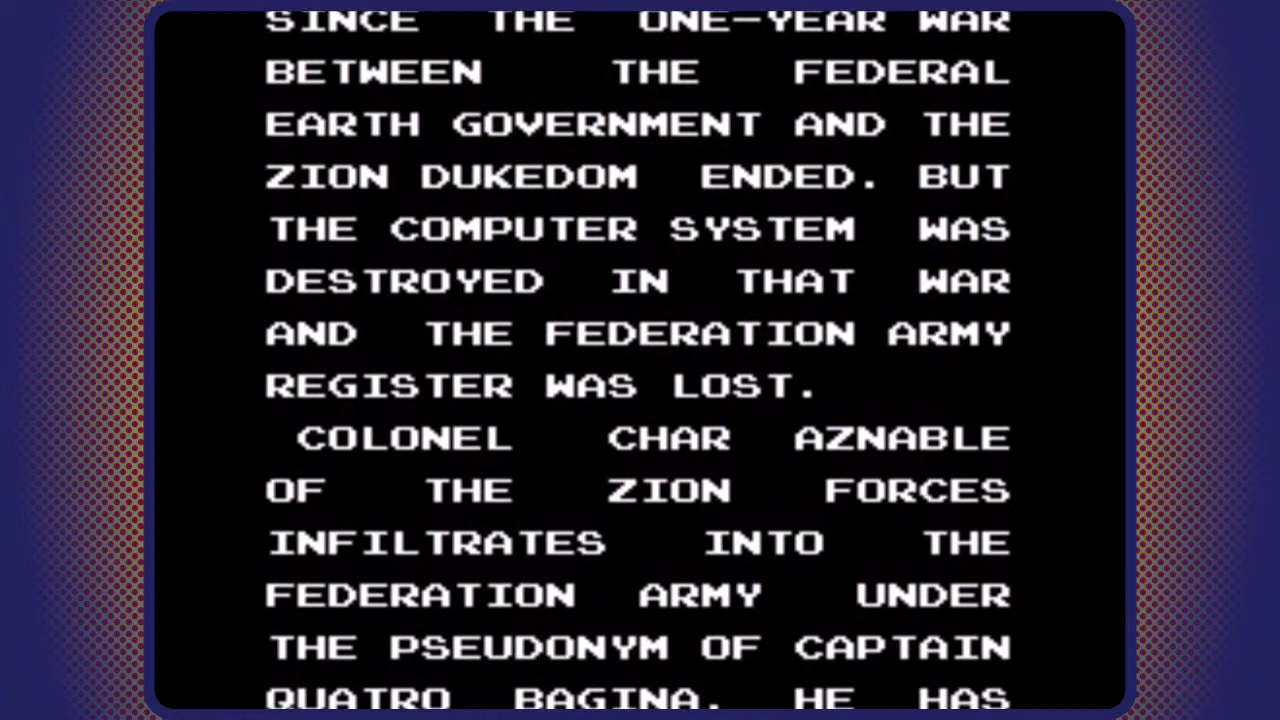 SINCE THE ONE-YEAR WAR
BETWEEN THE FEDERAL
EARTH GOVERNMENT AND THE
ZION DUKEDOM ENDED. BUT
THE COMPUTER SYSTEM WAS
DESTROYED IN THAT WAR
AND THE FEDERATION ARMY
REGISTER WAS LOST.
COLONEL CHAR AZNABLE
OF THE ZION FORCES
INFILTRATES INTO THE
FEDERATION ARMY UNDER
THE PSEUDONYM OF CAPTAIN
QUATRO BAGINA. HE HAS